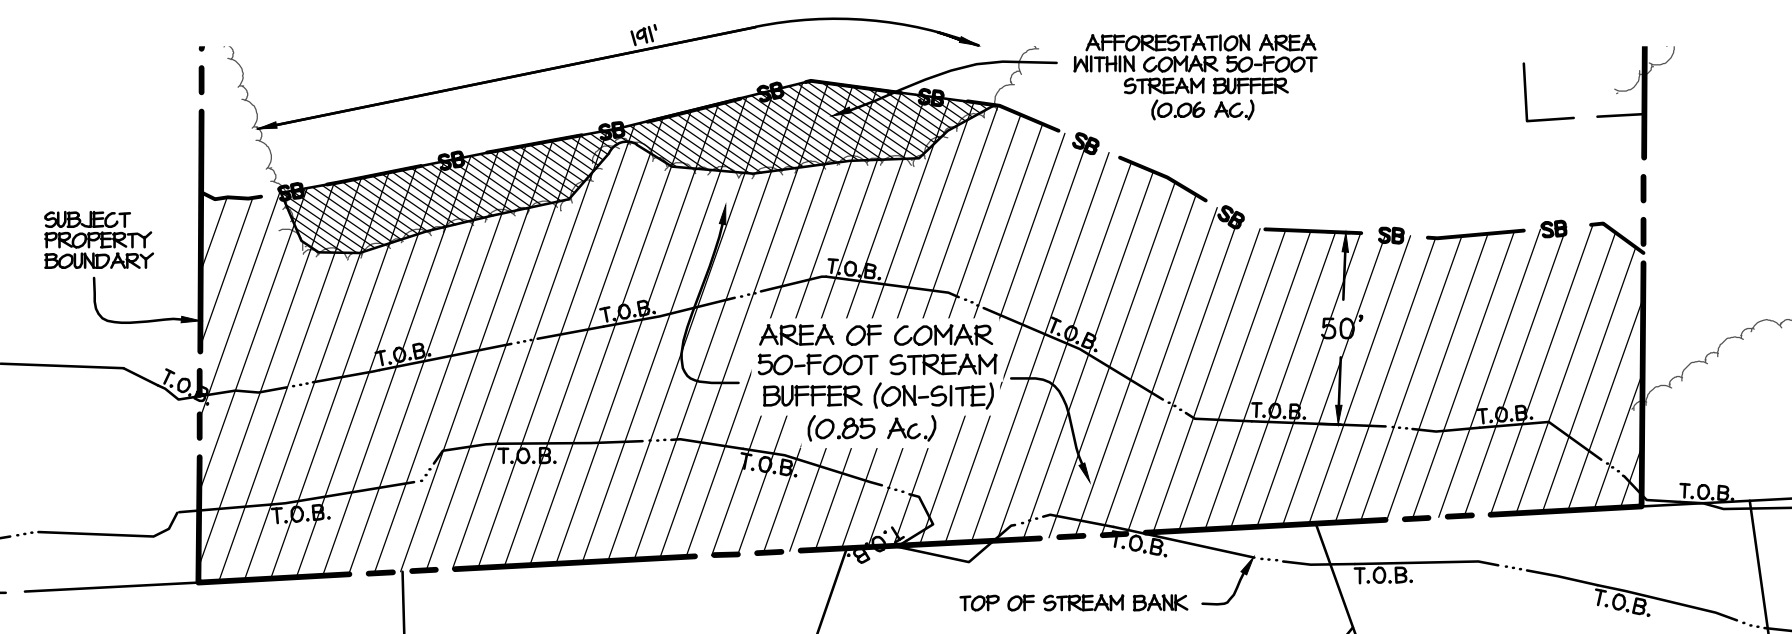 191'
AFFORESTATION AREA
WITHIN COMAR 50-FOOT
STREAM BUFFER
(0.06 AC.)
SB
SB
SB
SB
SB
SB
SB
SB
SB
SUBJECT
PROPERTY
BOUNDARY
T.O.B.
T.O.B.
T.O.B.
T.O.B.
T.O.B.
50'
AREA OF COMAR
50-FOOT STREAM
BUFFER (ON-SITE)
(0.85 Ac.)
T.O.B.
T.O.B.
T.O.B.
T.O.B.
T.O.B.
T.O.B.
T.O.B.
T.O.B.
T.O.B.
T.O.B.
TOP OF STREAM BANK